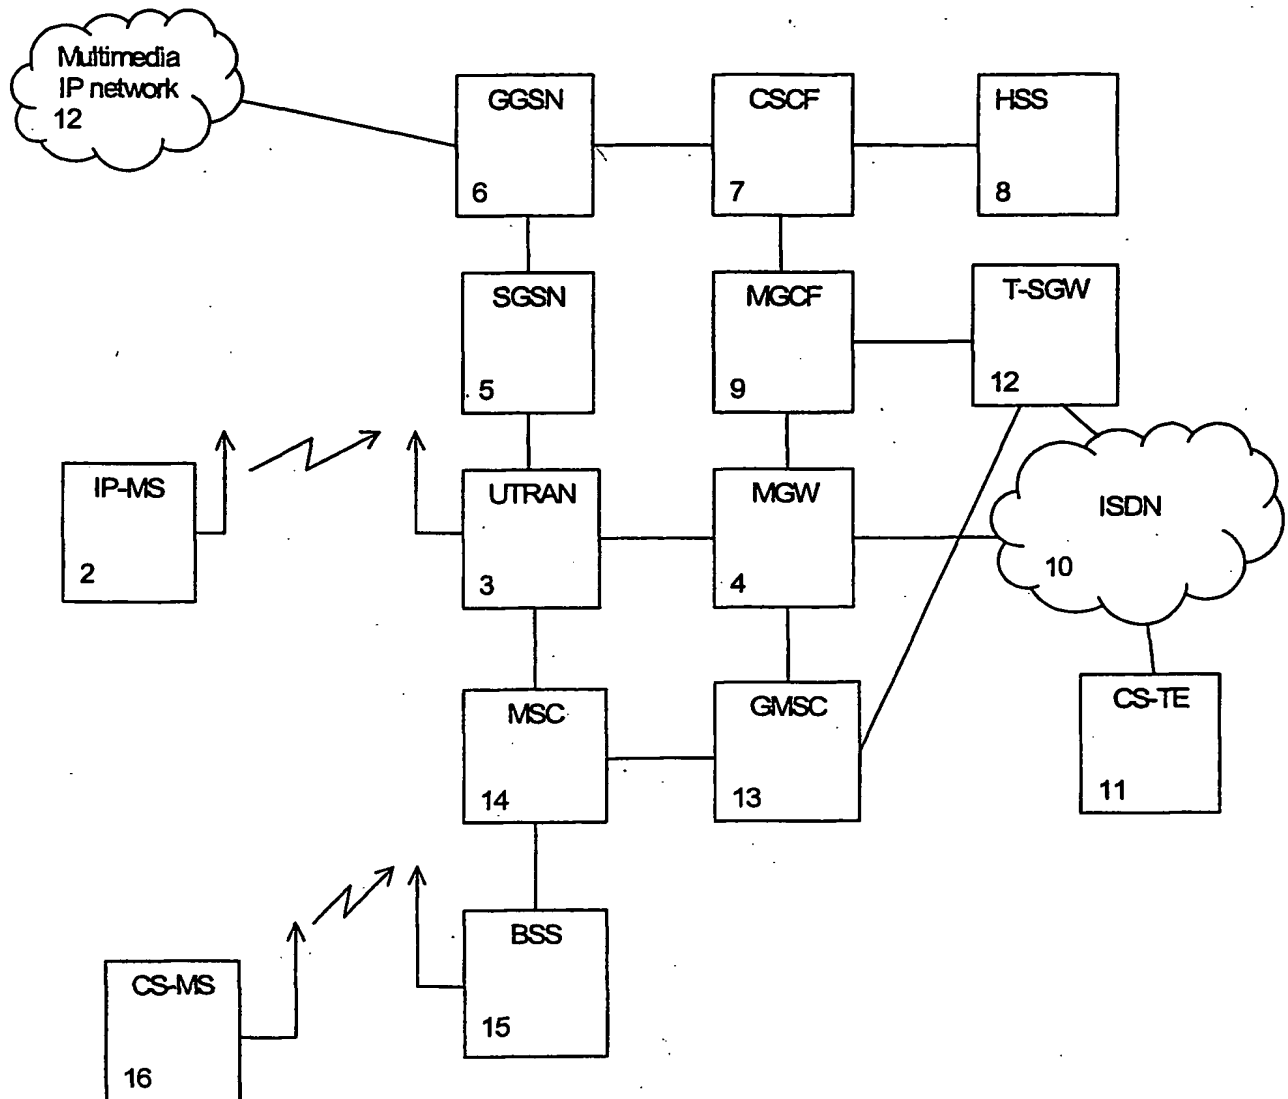 Multimedia
IP network
12
GGSN
6
CSCF
7
HSS
8
SGSN
5
MGCF
9
T-SGW
12
IP-MS
2
UTRAN
3
MGW
4
ISDN
10
MSC
14
GMSC
13
CS-TE
11
BSS
15
CS-MS
16